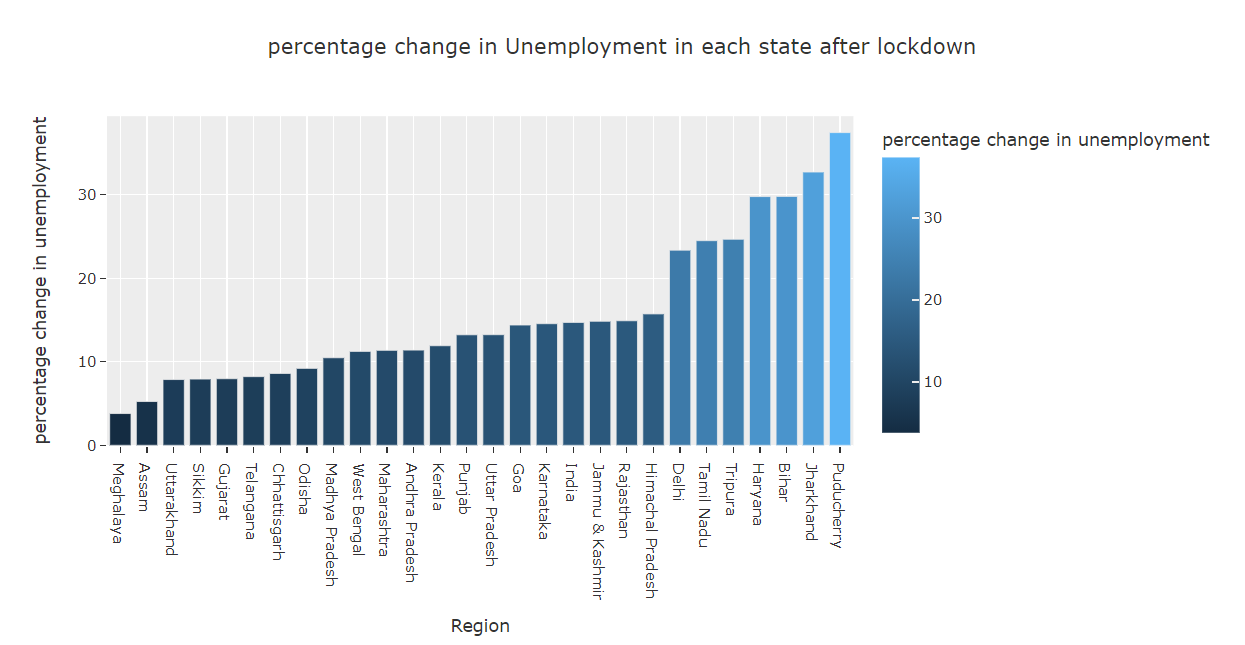 percentage change in Unemployment in each state after lockdown
percentage change in unemployment
30
20
10
0
Meghalaya
Assam
Uttarakhand
Sikkim
Gujarat
Telangana
Chhattisgarh
Odisha
Madhya Pradesh
West Bengal
Maharashtra
Andhra Pradesh
Kerala
Punjab
Uttar Pradesh
Goa
Karnataka
India
Jammu & Kashmir
Rajasthan
Himachal Pradesh
Delhi
Tamil Nadu
Tripura
Haryana
Bihar
Jharkhand
Puducherry
Region
percentage change in unemployment
30
20
10